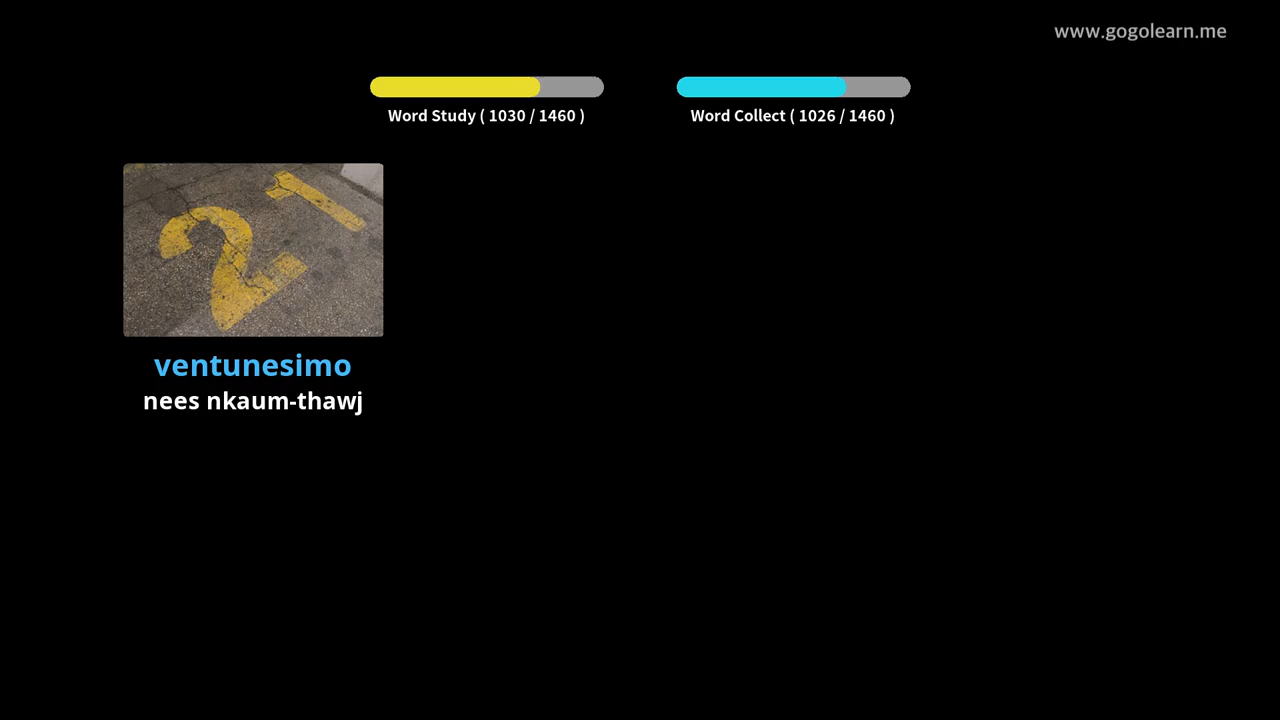 www.gogolearn.me
Word Study ( 1030 / 1460 )
Word Collect ( 1026 / 1460 )
21
ventunesimo
nees nkaum-thawj